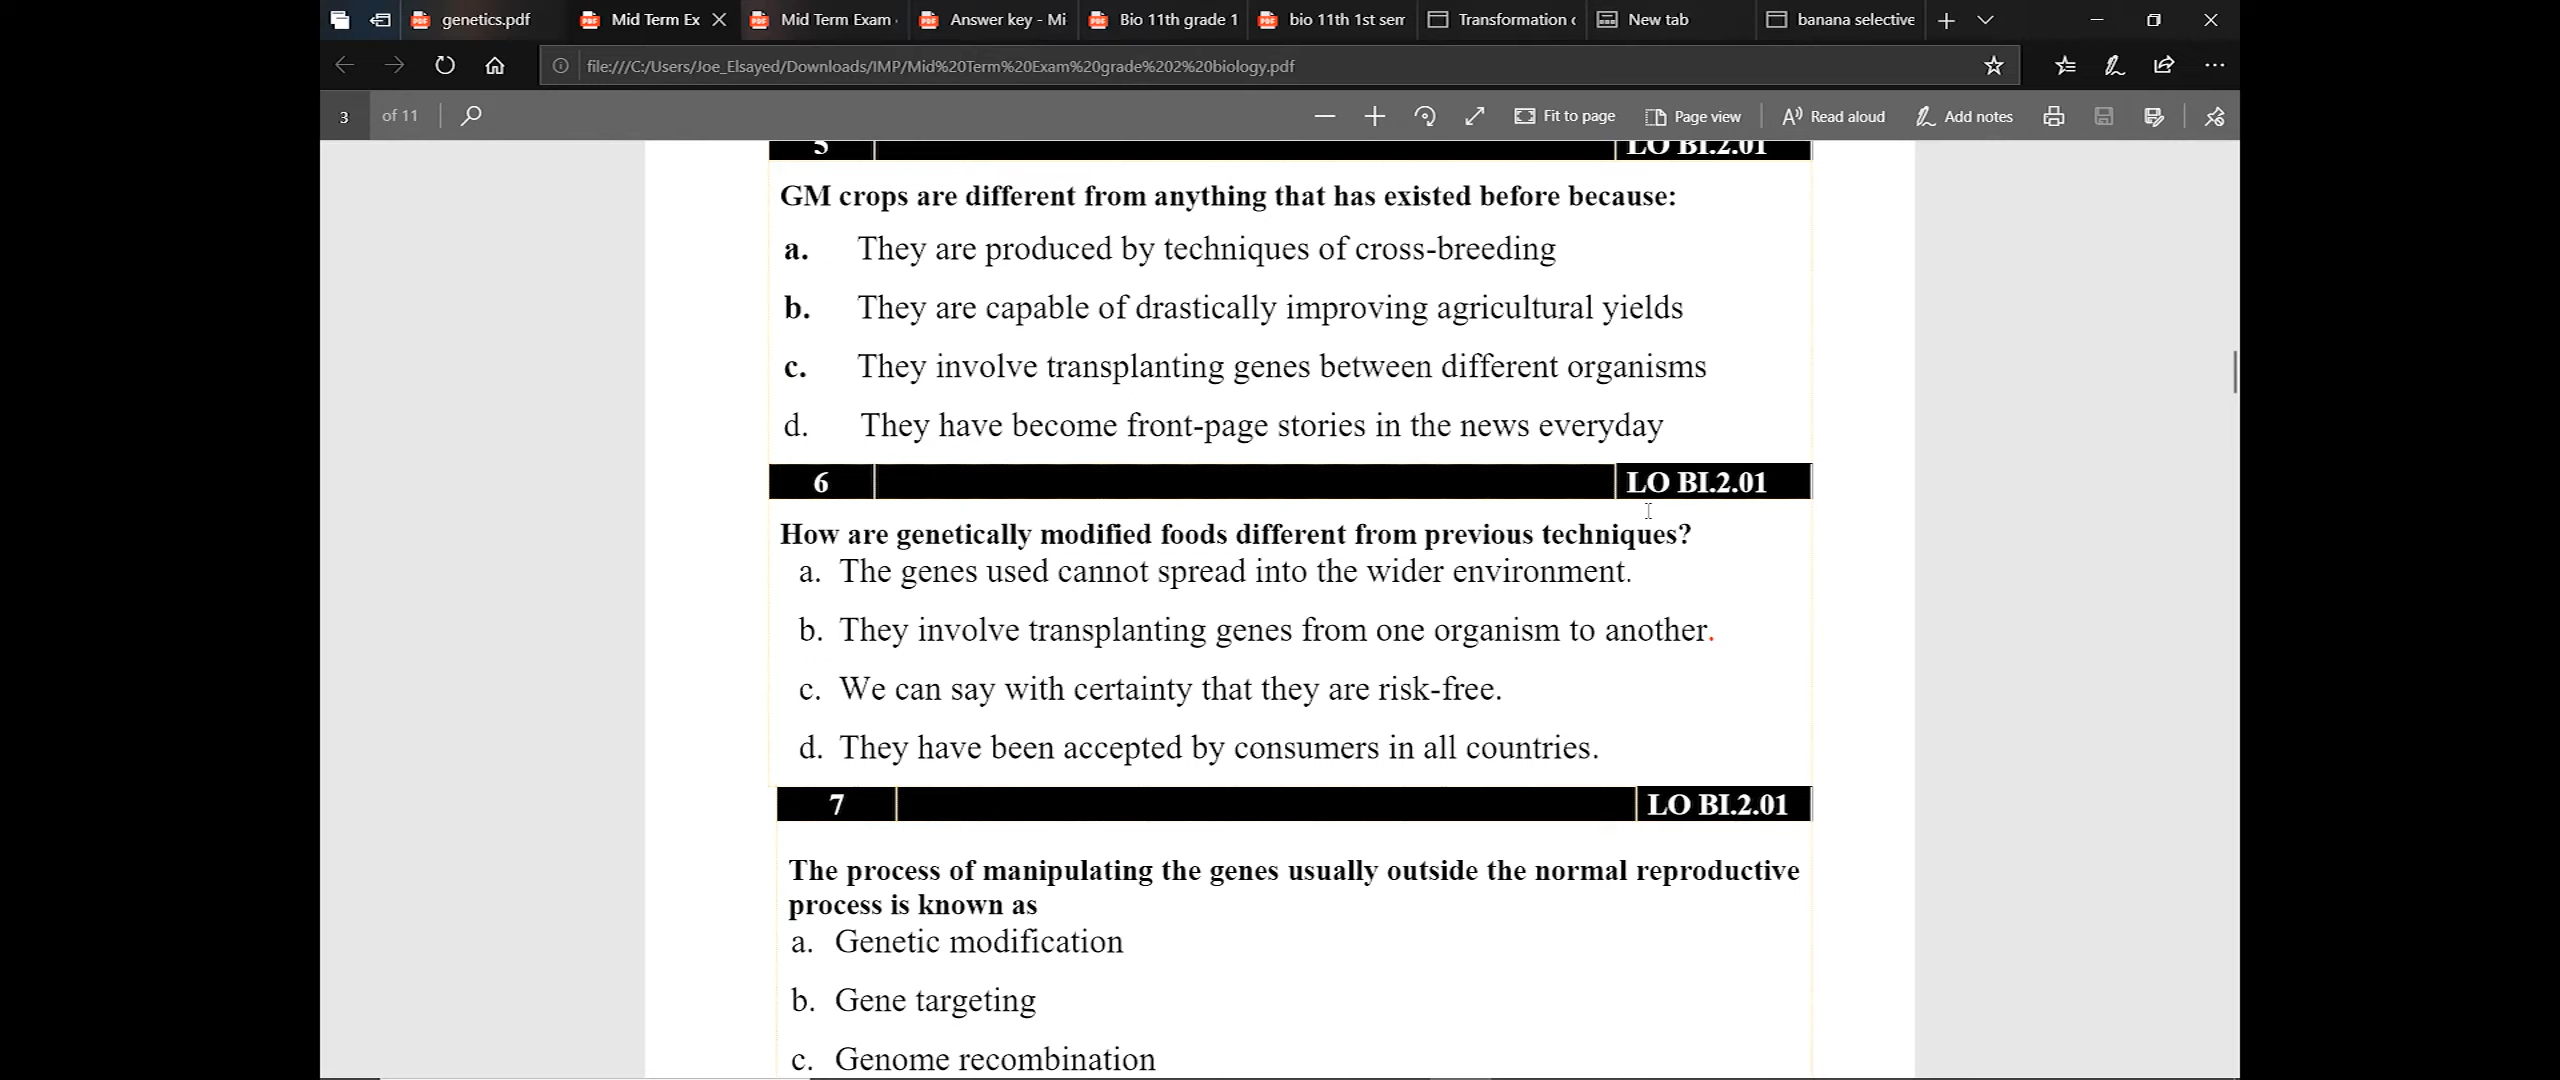 genetics.pdf
Mid Term Ex
Mid Term Exam
Answer key - Mi
Bio 11th grade 1
bio 11th 1st sem
Transformation c
New tab
banana selective
file:///C:/Users/Joe_Elsayed/Downloads/IMP/Mid%20Term%20Exam%20grade%202%20biology.pdf
3 of 11
Fit to page
Page view
Read aloud
Add notes
5 LO BI.2.01
GM crops are different from anything that has existed before because:
a. They are produced by techniques of cross-breeding
b. They are capable of drastically improving agricultural yields
c. They involve transplanting genes between different organisms
d. They have become front-page stories in the news everyday
6 LO BI.2.01
How are genetically modified foods different from previous techniques?
a. The genes used cannot spread into the wider environment.
b. They involve transplanting genes from one organism to another.
c. We can say with certainty that they are risk-free.
d. They have been accepted by consumers in all countries.
7 LO BI.2.01
The process of manipulating the genes usually outside the normal reproductive
process is known as
a. Genetic modification
b. Gene targeting
c. Genome recombination